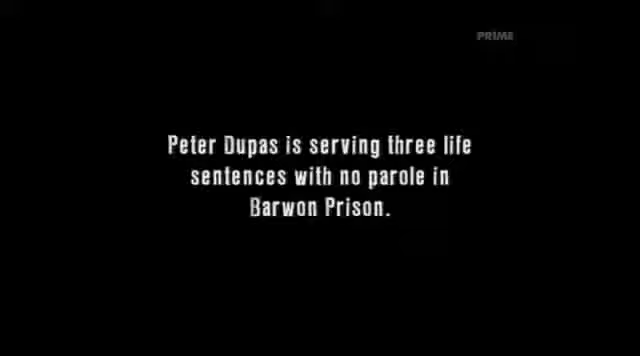 PRIME
Peter Dupas is serving three life
sentences with no parole in
Barwon Prison.